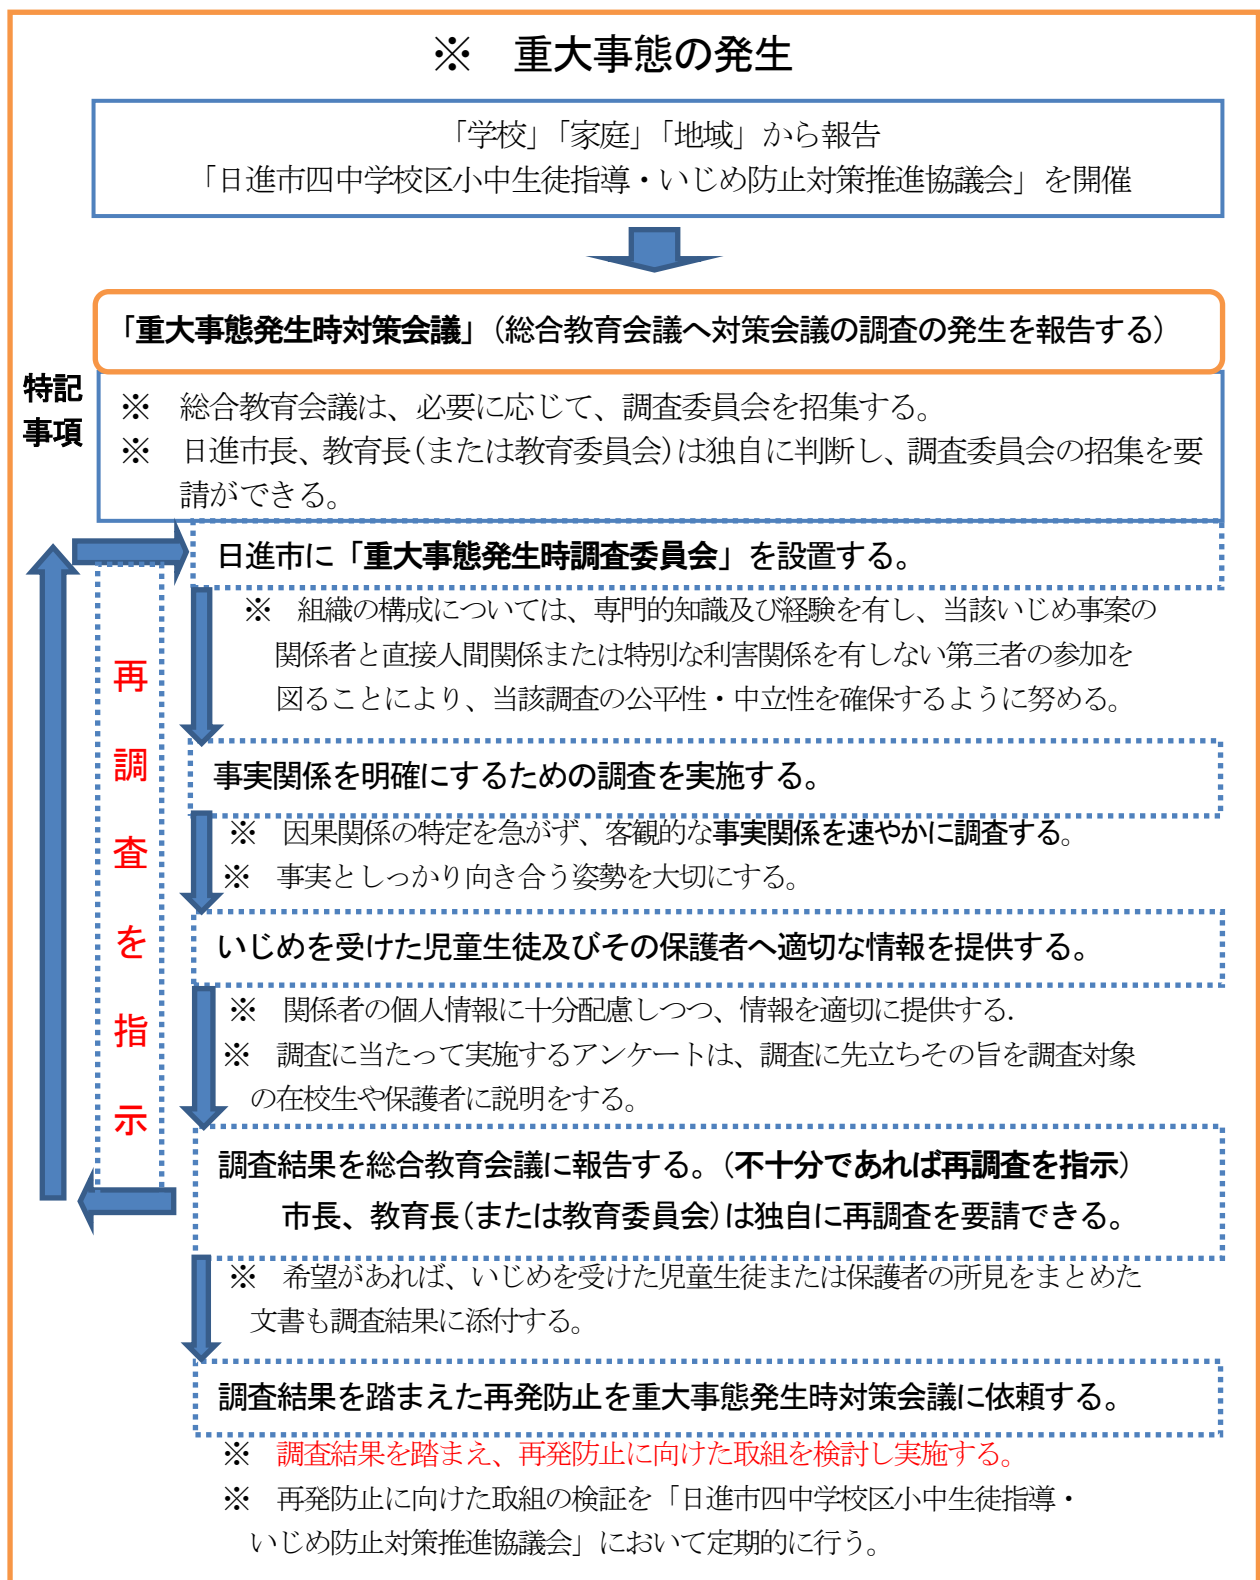 ※　重大事態の発生
「学校」「家庭」「地域」から報告
「日進市四中学校区小中生徒指導・いじめ防止対策推進協議会」を開催
「重大事態発生時対策会議」（総合教育会議へ対策会議の調査の発生を報告する）
特記
事項
※　総合教育会議は、必要に応じて、調査委員会を招集する。
※　日進市長、教育長（または教育委員会）は独自に判断し、調査委員会の招集を要
請ができる。
日進市に「重大事態発生時調査委員会」を設置する。
※　組織の構成については、専門的知識及び経験を有し、当該いじめ事案の
関係者と直接人間関係または特別な利害関係を有しない第三者の参加を
図ることにより、当該調査の公平性・中立性を確保するように努める。
再調査を指示
事実関係を明確にするための調査を実施する。
※　因果関係の特定を急がず、客観的な事実関係を速やかに調査する。
※　事実としっかり向き合う姿勢を大切にする。
いじめを受けた児童生徒及びその保護者へ適切な情報を提供する。
※　関係者の個人情報に十分配慮しつつ、情報を適切に提供する.
※　調査に当たって実施するアンケートは、調査に先立ちその旨を調査対象
の在校生や保護者に説明をする。
調査結果を総合教育会議に報告する。（不十分であれば再調査を指示）
市長、教育長（または教育委員会）は独自に再調査を要請できる。
※　希望があれば、いじめを受けた児童生徒または保護者の所見をまとめた
文書も調査結果に添付する。
調査結果を踏まえた再発防止を重大事態発生時対策会議に依頼する。
※　調査結果を踏まえ、再発防止に向けた取組を検討し実施する。
※　再発防止に向けた取組の検証を「日進市四中学校区小中生徒指導・
いじめ防止対策推進協議会」において定期的に行う。